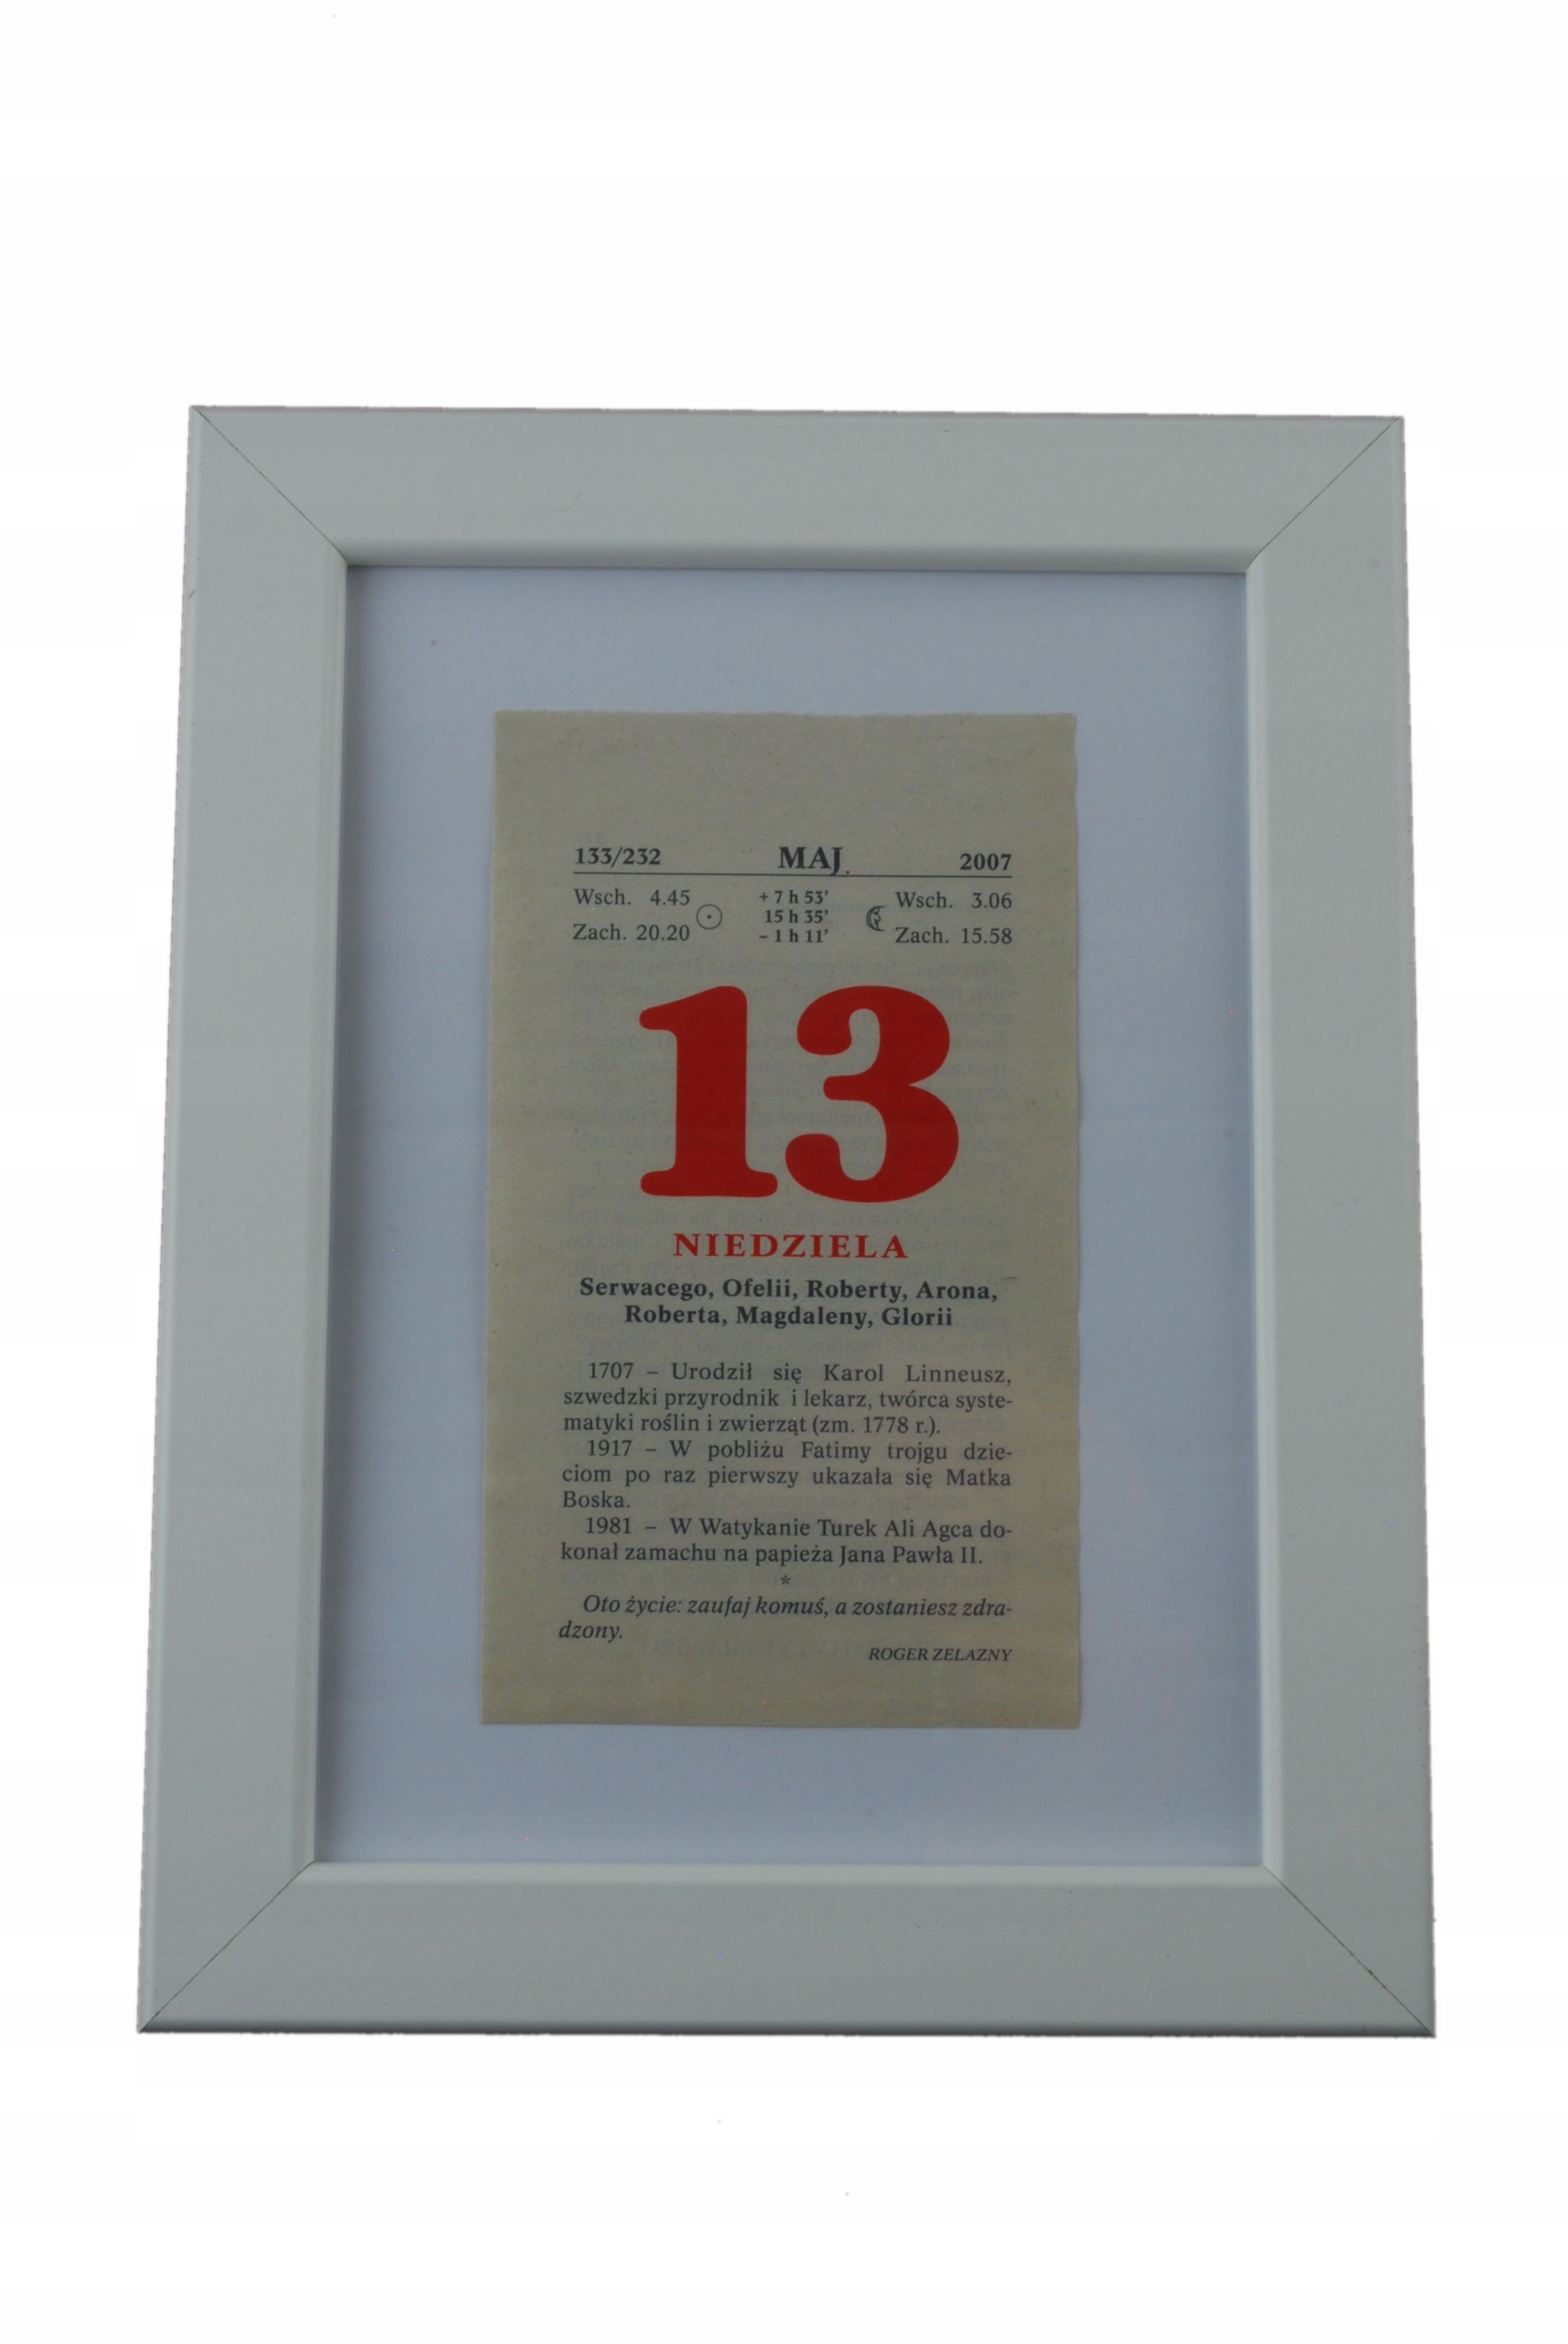 133/232 MAJ 2007
Wsch. 4.45 + 7 h 53' Wsch. 3.06
15 h 35'
Zach. 20.20 – 1 h 11' Zach. 15.58
13
NIEDZIELA
Serwacego, Ofelii, Roberty, Arona,
Roberta, Magdaleny, Glorii
1707 – Urodził się Karol Linneusz,
szwedzki przyrodnik i lekarz, twórca syste-
matyki roślin i zwierząt (zm. 1778 r.).
1917 – W pobliżu Fatimy trojgu dzie-
ciom po raz pierwszy ukazała się Matka
Boska.
1981 – W Watykanie Turek Ali Agca do-
konał zamachu na papieża Jana Pawła II.
*
Oto życie: zaufaj komuś, a zostaniesz zdra-
dzony.
ROGER ZELAZNY